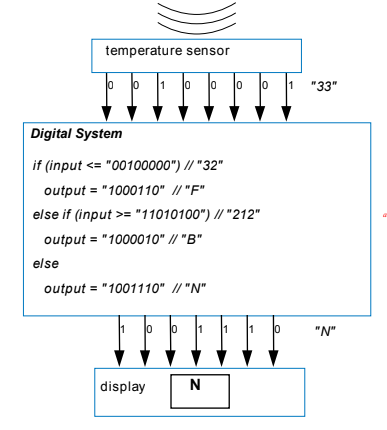 temperature sensor
0 0 1 0 0 0 0 1 "33"
Digital System
if (input <= "00100000") // "32"
output = "1000110" // "F"
else if (input >= "11010100") // "212"
a
output = "1000010" // "B"
else
output = "1001110" // "N"
1 0 0 1 1 1 0 "N"
display N